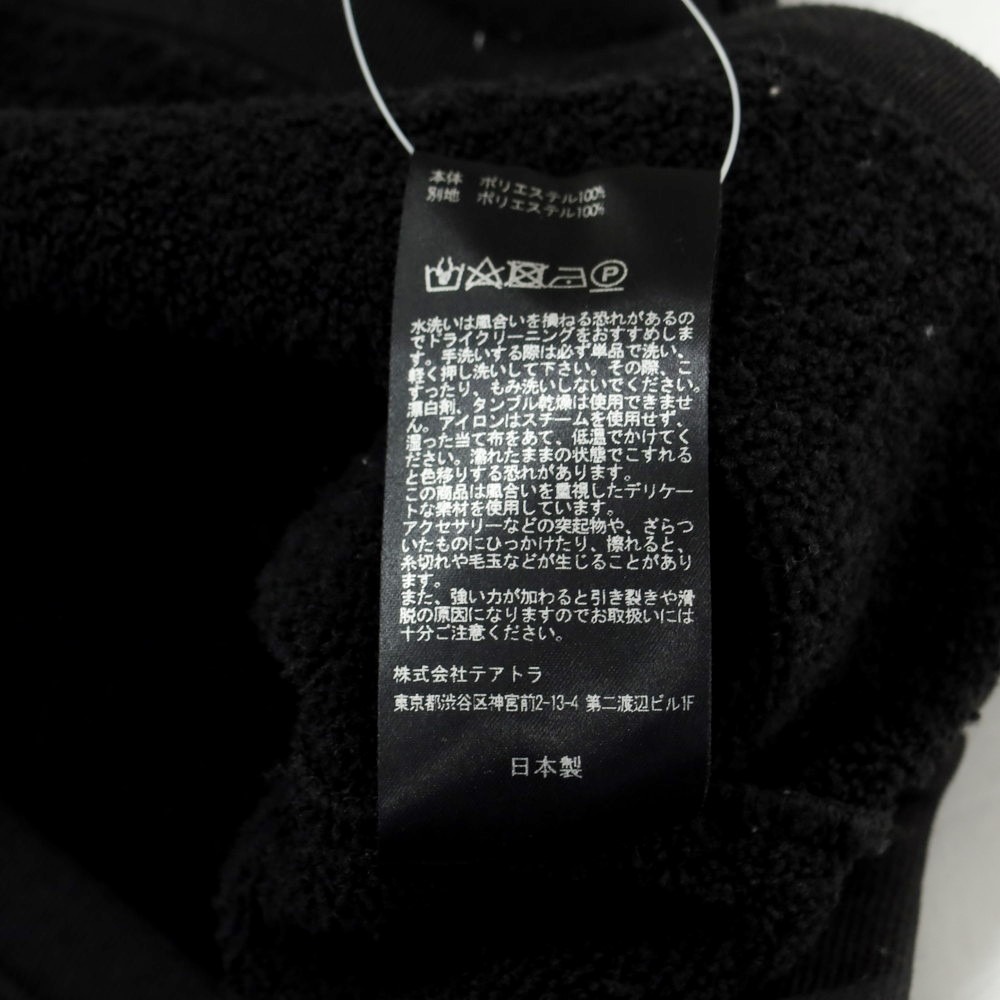 本体 ポリエステル100%
別地 ポリエステル100%
P
水洗いは風合いを損ねる恐れがあるの
でドライクリーニングをおすすめしま
す。手洗いする際は必ず単品で洗い、
軽く押し洗いして下さい。その際、こ
すったり、もみ洗いしないでください。
漂白剤、タンブル乾燥は使用できませ
ん。アイロンはスチームを使用せず、
湿った当て布をあて、低温でかけてく
ださい。濡れたままの状態でこすれる
と色移りする恐れがあります。
この商品は風合いを重視したデリケー
トな素材を使用しています。
アクセサリーなどの突起物や、ざらつ
いたものにひっかけたり、擦れると、
糸切れや毛玉などが生じることがあり
ます。
また、強い力が加わると引き裂きや滑
脱の原因になりますのでお取扱いには
十分ご注意ください。
株式会社テアトラ
東京都渋谷区神宮前2-13-4 第二渡辺ビル1F
日本製